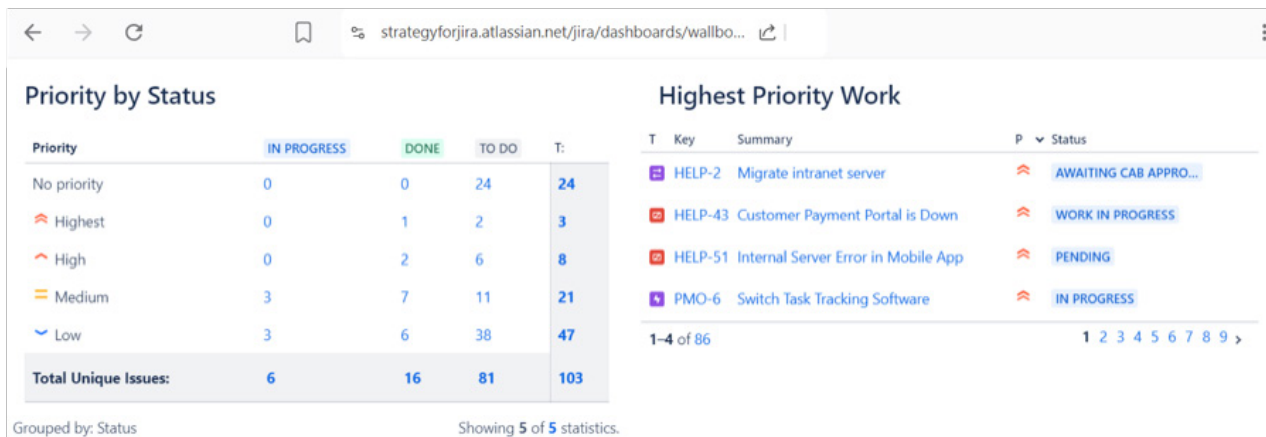 strategyforjira.atlassian.net/jira/dashboards/wallbo...
Priority by Status
Priority IN PROGRESS DONE TO DO T:
No priority 0 0 24 24
Highest 0 1 2 3
High 0 2 6 8
Medium 3 7 11 21
Low 3 6 38 47
Total Unique Issues: 6 16 81 103
Grouped by: Status Showing 5 of 5 statistics.
Highest Priority Work
T Key Summary P Status
HELP-2 Migrate intranet server AWAITING CAB APPRO...
HELP-43 Customer Payment Portal is Down WORK IN PROGRESS
HELP-51 Internal Server Error in Mobile App PENDING
PMO-6 Switch Task Tracking Software IN PROGRESS
1–4 of 86 1 2 3 4 5 6 7 8 9